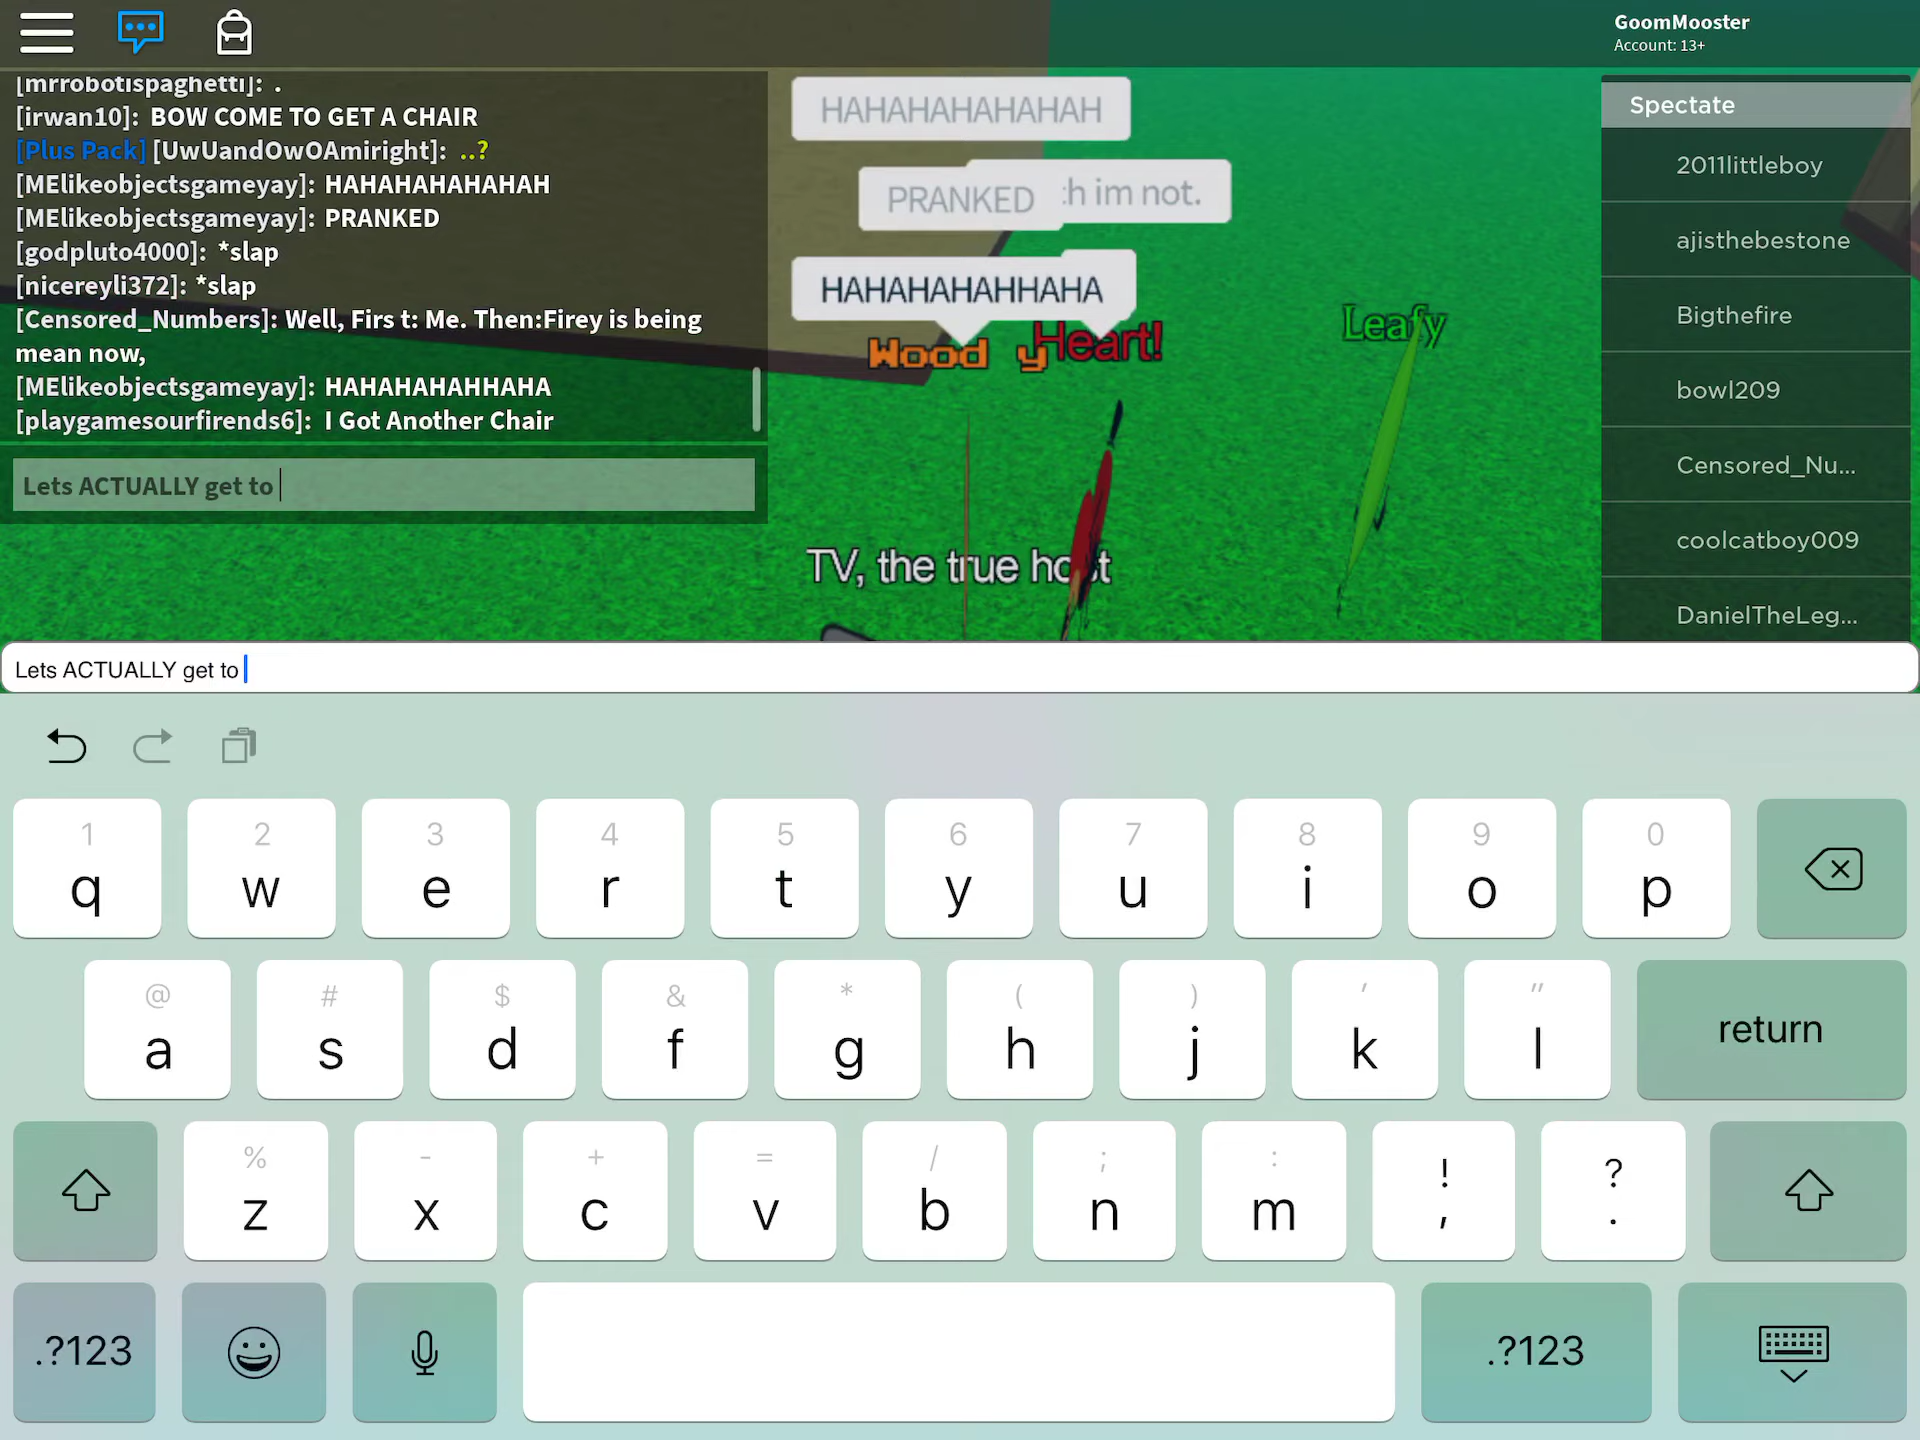 GoomMooster
Account: 13+
[mrrobotispaghetti]: .
[irwan10]: BOW COME TO GET A CHAIR
[Plus Pack] [UwUandOwOAmiright]: ..?
[MElikeobjectsgameyay]: HAHAHAHAHAHAH
[MElikeobjectsgameyay]: PRANKED
[godpluto4000]: *slap
[nicereyli372]: *slap
[Censored_Numbers]: Well, Firs t: Me. Then:Firey is being
mean now,
[MElikeobjectsgameyay]: HAHAHAHAHHAHA
[playgamesourfirends6]: I Got Another Chair
Lets ACTUALLY get to
HAHAHAHAHAHAH
PRANKED
h im not.
HAHAHAHAHHAHA
Wood y
Heart!
Leafy
TV, the true host
Spectate
2011littleboy
ajisthebestone
Bigthefire
bowl209
Censored_Nu...
coolcatboy009
DanielTheLeg...
Lets ACTUALLY get to
1 2 3 4 5 6 7 8 9 0
q w e r t y u i o p
@ # $ & * ( ) ' "
a s d f g h j k l return
% - + = / ; : ! ?
z x c v b n m , .
.?123 .?123